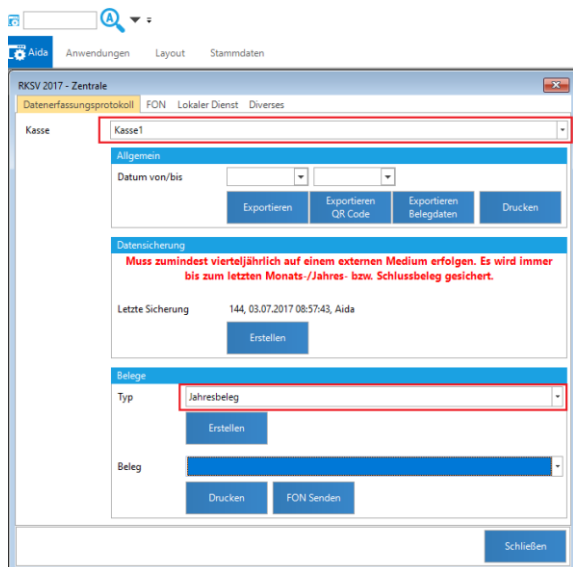 A
Aida Anwendungen Layout Stammdaten
RKSV 2017 - Zentrale
Datenerfassungsprotokoll FON Lokaler Dienst Diverses
Kasse Kasse1
Allgemein
Datum von/bis
Exportieren Exportieren QR Code Exportieren Belegdaten Drucken
Datensicherung
Muss zumindest vierteljährlich auf einem externen Medium erfolgen. Es wird immer
bis zum letzten Monats-/Jahres- bzw. Schlussbeleg gesichert.
Letzte Sicherung 144, 03.07.2017 08:57:43, Aida
Erstellen
Belege
Typ Jahresbeleg
Erstellen
Beleg
Drucken FON Senden
Schließen